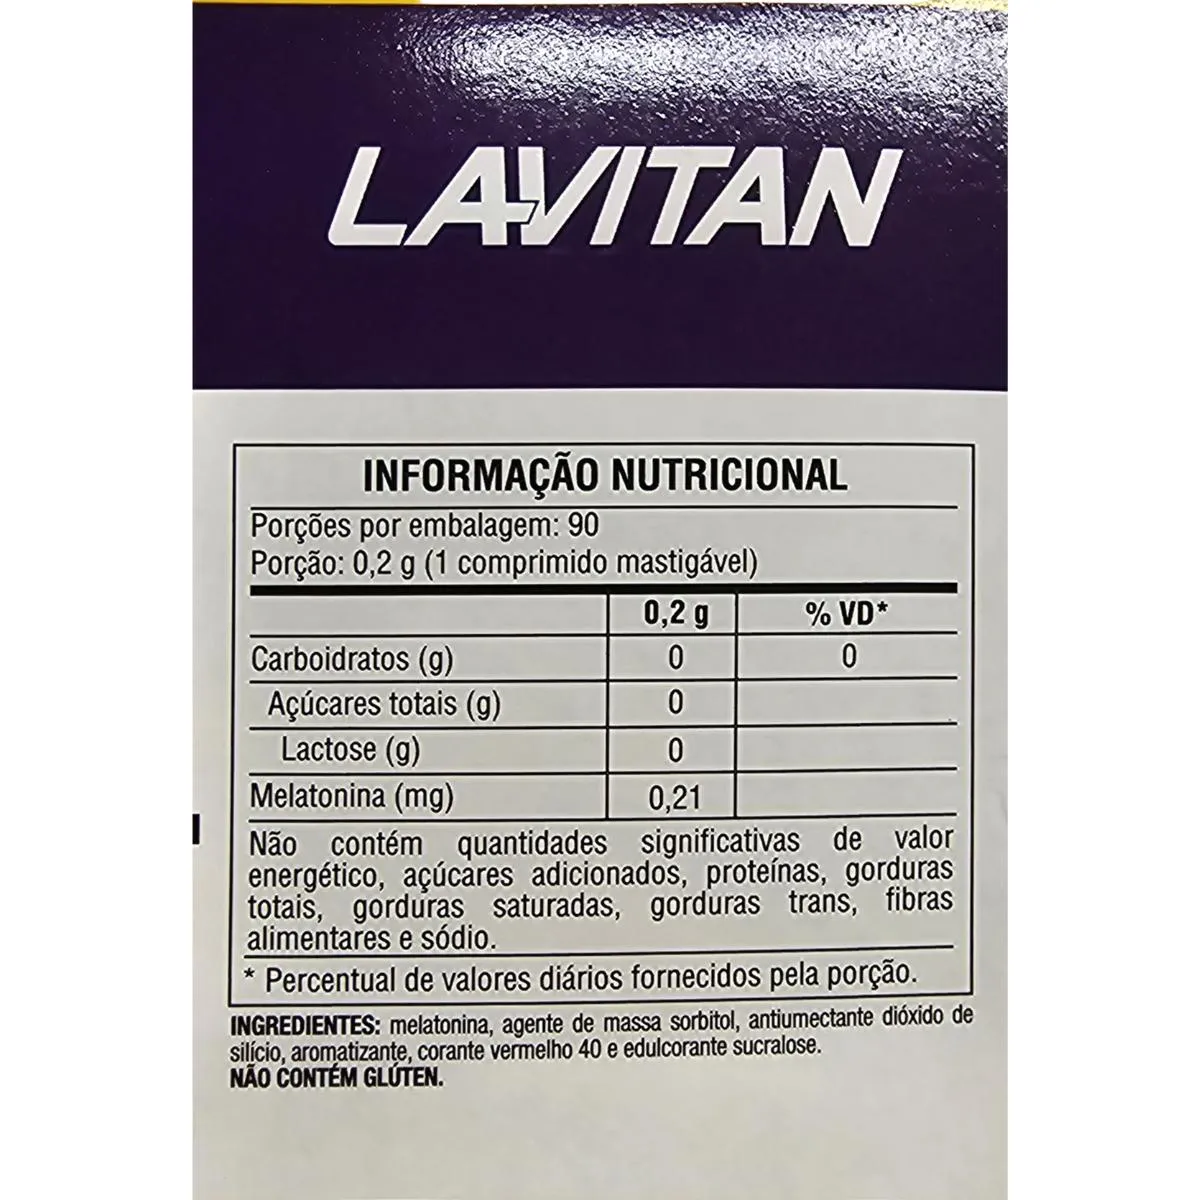 LAVITAN
INFORMAÇÃO NUTRICIONAL
Porções por embalagem: 90
Porção: 0,2 g (1 comprimido mastigável)
0,2 g % VD*
Carboidratos (g) 0 0
Açúcares totais (g) 0
Lactose (g) 0
Melatonina (mg) 0,21
Não contém quantidades significativas de valor
energético, açúcares adicionados, proteínas, gorduras
totais, gorduras saturadas, gorduras trans, fibras
alimentares e sódio.
* Percentual de valores diários fornecidos pela porção.
INGREDIENTES: melatonina, agente de massa sorbitol, antiumectante dióxido de
silício, aromatizante, corante vermelho 40 e edulcorante sucralose.
NÃO CONTÉM GLÚTEN.